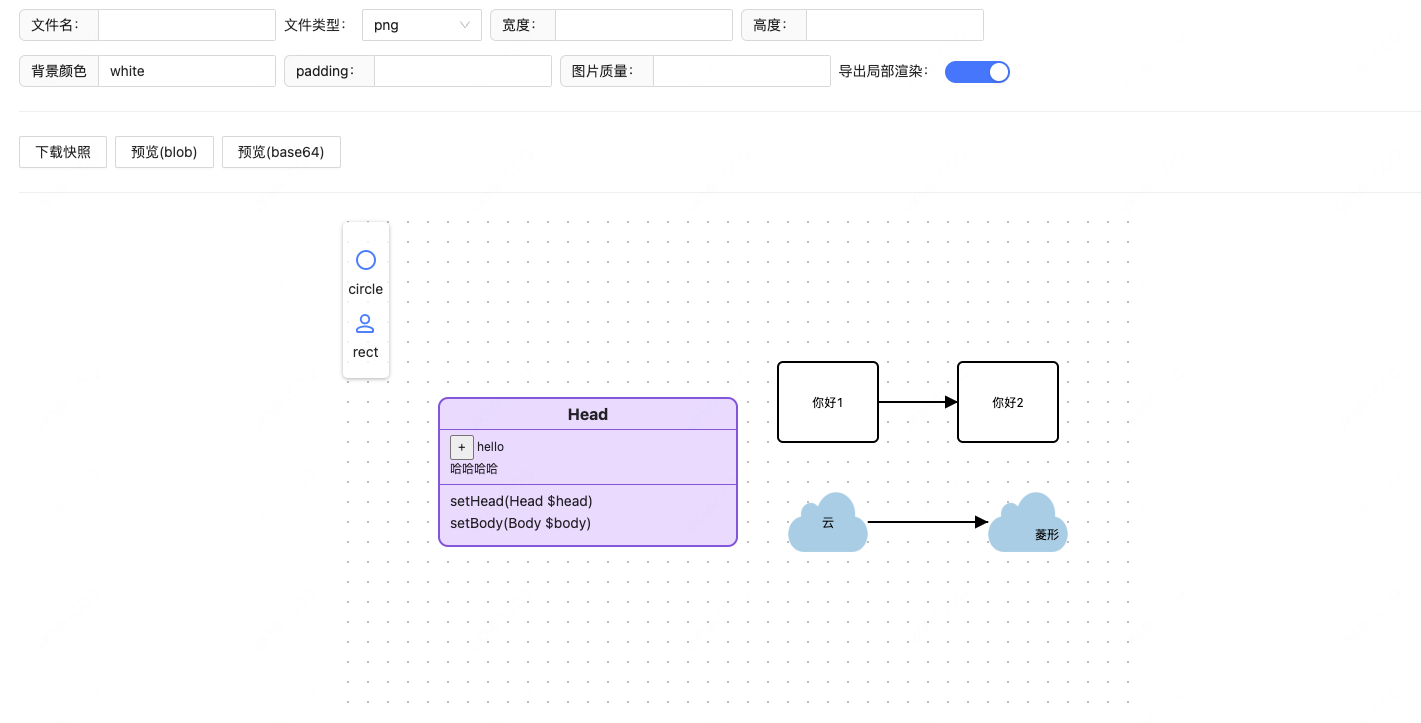 文件名： 文件类型： png 宽度： 高度：
背景颜色 white padding： 图片质量： 导出局部渲染：
下载快照 预览(blob) 预览(base64)
circle
rect
Head
+ hello
哈哈哈哈
setHead(Head $head)
setBody(Body $body)
你好1 你好2
云 菱形